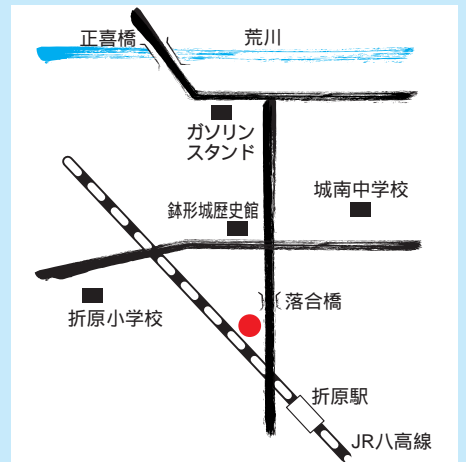 正喜橋
荒川
ガソリン
スタンド
城南中学校
鉢形城歴史館
落合橋
折原小学校
折原駅
JR八高線